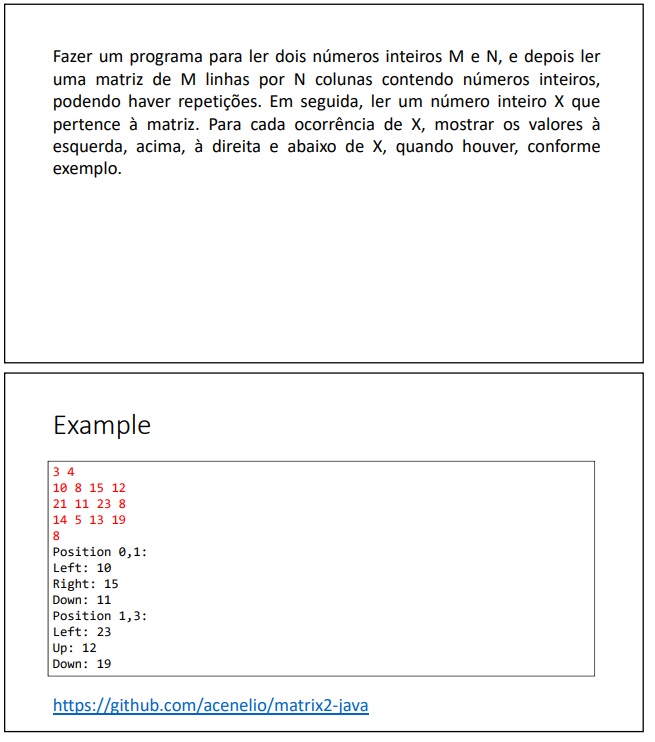 Fazer um programa para ler dois números inteiros M e N, e depois ler
uma matriz de M linhas por N colunas contendo números inteiros,
podendo haver repetições. Em seguida, ler um número inteiro X que
pertence à matriz. Para cada ocorrência de X, mostrar os valores à
esquerda, acima, à direita e abaixo de X, quando houver, conforme
exemplo.
Example
3 4
10 8 15 12
21 11 23 8
14 5 13 19
8
Position 0,1:
Left: 10
Right: 15
Down: 11
Position 1,3:
Left: 23
Up: 12
Down: 19
https://github.com/acenelio/matrix2-java